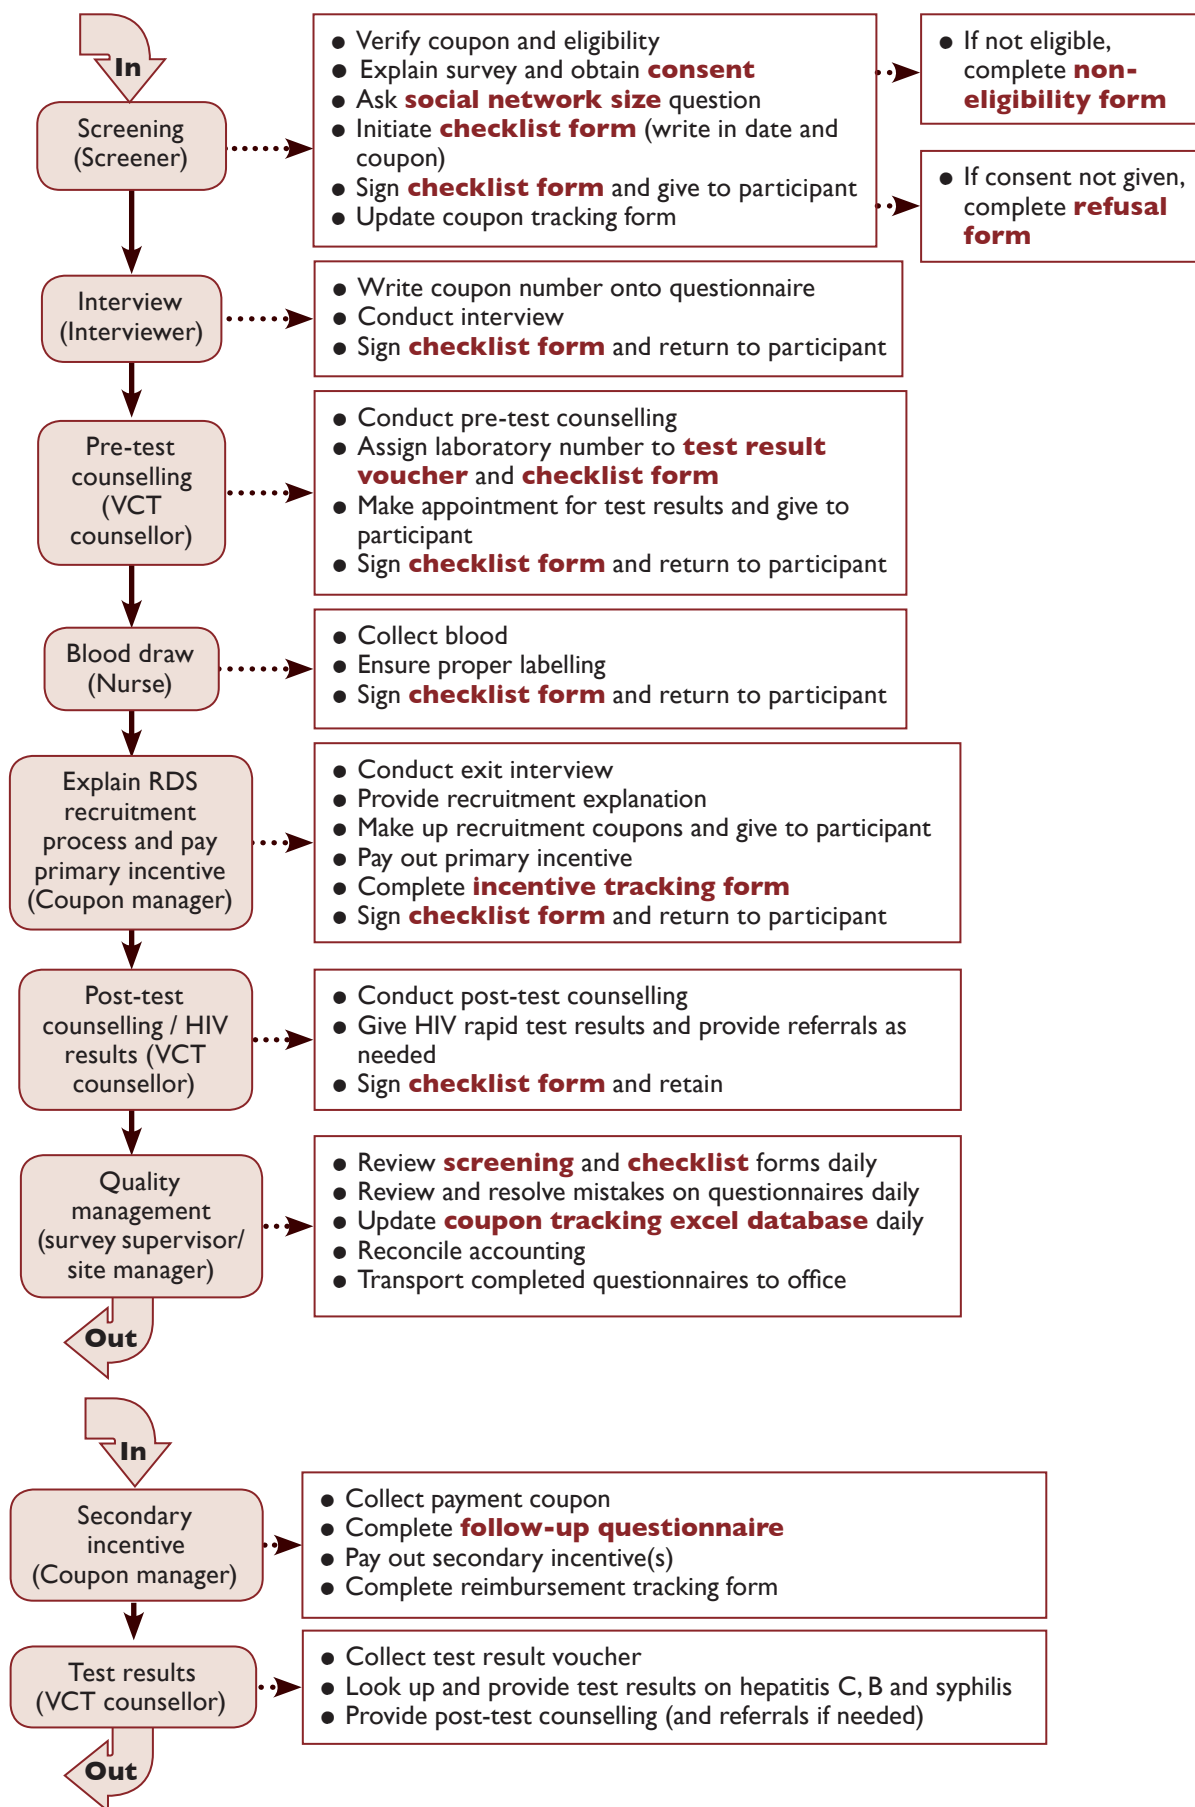 In
Screening
(Screener)
● Verify coupon and eligibility
● Explain survey and obtain consent
● Ask social network size question
● Initiate checklist form (write in date and
coupon)
● Sign checklist form and give to participant
● Update coupon tracking form
● If not eligible,
complete non-
eligibility form
● If consent not given,
complete refusal
form
Interview
(Interviewer)
● Write coupon number onto questionnaire
● Conduct interview
● Sign checklist form and return to participant
Pre-test
counselling
(VCT
counsellor)
● Conduct pre-test counselling
● Assign laboratory number to test result
voucher and checklist form
● Make appointment for test results and give to
participant
● Sign checklist form and return to participant
Blood draw
(Nurse)
● Collect blood
● Ensure proper labelling
● Sign checklist form and return to participant
Explain RDS
recruitment
process and pay
primary incentive
(Coupon manager)
● Conduct exit interview
● Provide recruitment explanation
● Make up recruitment coupons and give to participant
● Pay out primary incentive
● Complete incentive tracking form
● Sign checklist form and return to participant
Post-test
counselling / HIV
results (VCT
counsellor)
● Conduct post-test counselling
● Give HIV rapid test results and provide referrals as
needed
● Sign checklist form and retain
Quality
management
(survey supervisor/
site manager)
● Review screening and checklist forms daily
● Review and resolve mistakes on questionnaires daily
● Update coupon tracking excel database daily
● Reconcile accounting
● Transport completed questionnaires to office
Out
In
Secondary
incentive
(Coupon manager)
● Collect payment coupon
● Complete follow-up questionnaire
● Pay out secondary incentive(s)
● Complete reimbursement tracking form
Test results
(VCT counsellor)
● Collect test result voucher
● Look up and provide test results on hepatitis C, B and syphilis
● Provide post-test counselling (and referrals if needed)
Out